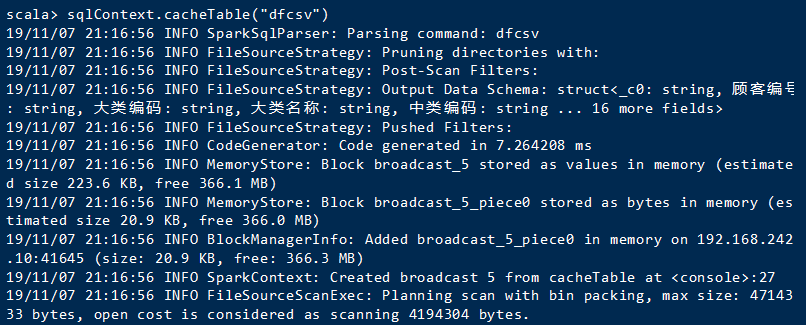 scala> sqlContext.cacheTable("dfcsv")
19/11/07 21:16:56 INFO SparkSqlParser: Parsing command: dfcsv
19/11/07 21:16:56 INFO FileSourceStrategy: Pruning directories with:
19/11/07 21:16:56 INFO FileSourceStrategy: Post-Scan Filters:
19/11/07 21:16:56 INFO FileSourceStrategy: Output Data Schema: struct<_c0: string, 顾客编号
: string, 大类编码: string, 大类名称: string, 中类编码: string ... 16 more fields>
19/11/07 21:16:56 INFO FileSourceStrategy: Pushed Filters:
19/11/07 21:16:56 INFO CodeGenerator: Code generated in 7.264208 ms
19/11/07 21:16:56 INFO MemoryStore: Block broadcast_5 stored as values in memory (estimate
d size 223.6 KB, free 366.1 MB)
19/11/07 21:16:56 INFO MemoryStore: Block broadcast_5_piece0 stored as bytes in memory (es
timated size 20.9 KB, free 366.0 MB)
19/11/07 21:16:56 INFO BlockManagerInfo: Added broadcast_5_piece0 in memory on 192.168.242
.10:41645 (size: 20.9 KB, free: 366.3 MB)
19/11/07 21:16:56 INFO SparkContext: Created broadcast 5 from cacheTable at <console>:27
19/11/07 21:16:56 INFO FileSourceScanExec: Planning scan with bin packing, max size: 47143
33 bytes, open cost is considered as scanning 4194304 bytes.